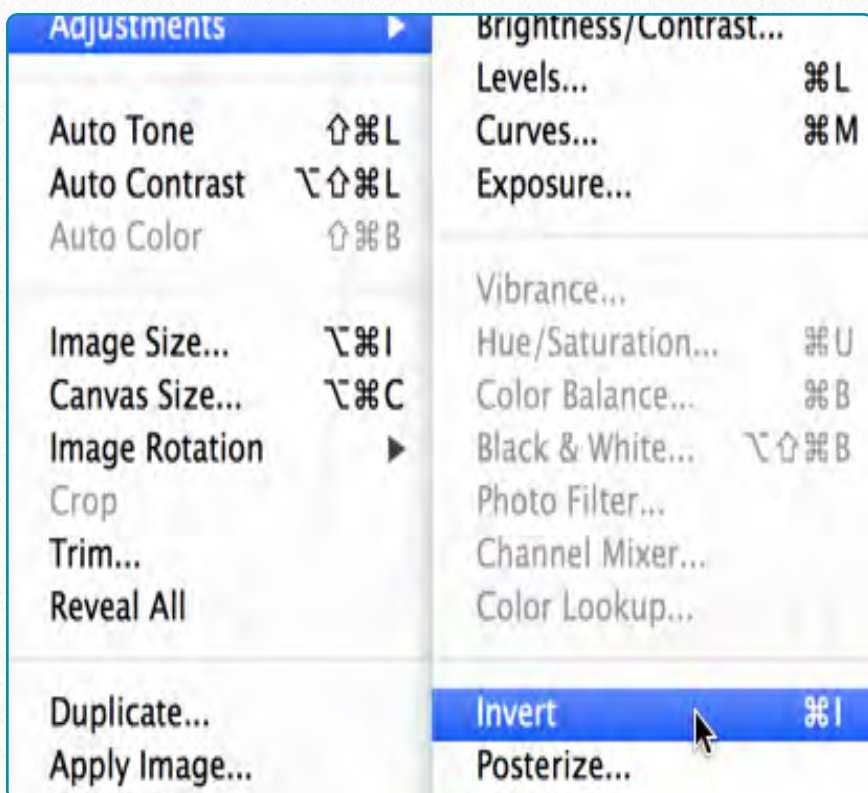 Adjustments ▶
Auto Tone ⇧⌘L
Auto Contrast ⌥⇧⌘L
Auto Color ⇧⌘B
Image Size... ⌥⌘I
Canvas Size... ⌥⌘C
Image Rotation ▶
Crop
Trim...
Reveal All
Duplicate...
Apply Image...
Brightness/Contrast...
Levels... ⌘L
Curves... ⌘M
Exposure...
Vibrance...
Hue/Saturation... ⌘U
Color Balance... ⌘B
Black & White... ⌥⇧⌘B
Photo Filter...
Channel Mixer...
Color Lookup...
Invert ⌘I
Posterize...